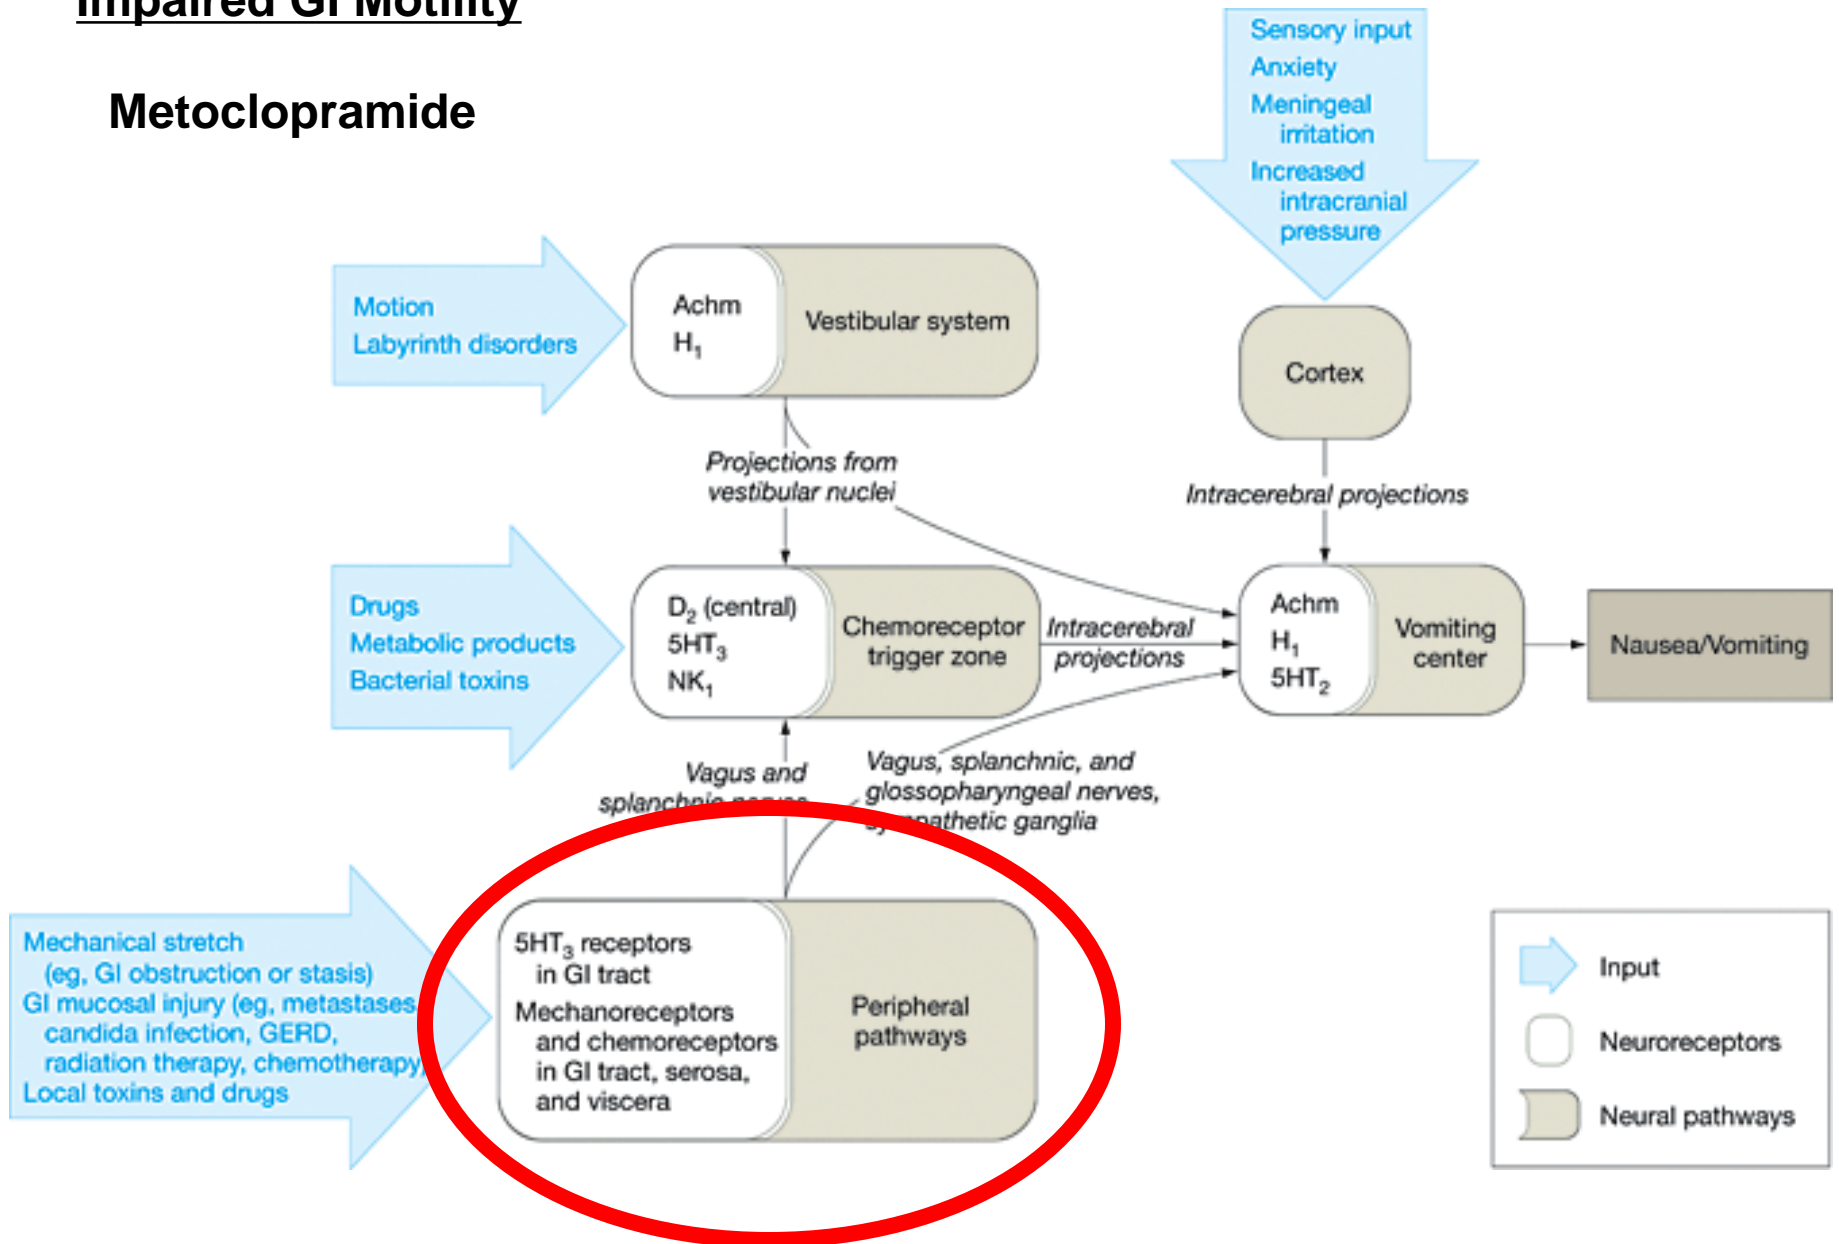 Impaired GI Motility
Metoclopramide
Sensory input
Anxiety
Meningeal
irritation
Increased
intracranial
pressure
Motion
Labyrinth disorders
Achm
H1
Vestibular system
Cortex
Projections from
vestibular nuclei
Intracerebral projections
Drugs
Metabolic products
Bacterial toxins
D2 (central)
5HT3
NK1
Chemoreceptor
trigger zone
Intracerebral
projections
Achm
H1
5HT2
Vomiting
center
Nausea/Vomiting
Vagus and
splanchnic nerves
Vagus, splanchnic, and
glossopharyngeal nerves,
sympathetic ganglia
Mechanical stretch
(eg, GI obstruction or stasis)
GI mucosal injury (eg, metastases,
candida infection, GERD,
radiation therapy, chemotherapy)
Local toxins and drugs
5HT3 receptors
in GI tract
Mechanoreceptors
and chemoreceptors
in GI tract, serosa,
and viscera
Peripheral
pathways
Input
Neuroreceptors
Neural pathways